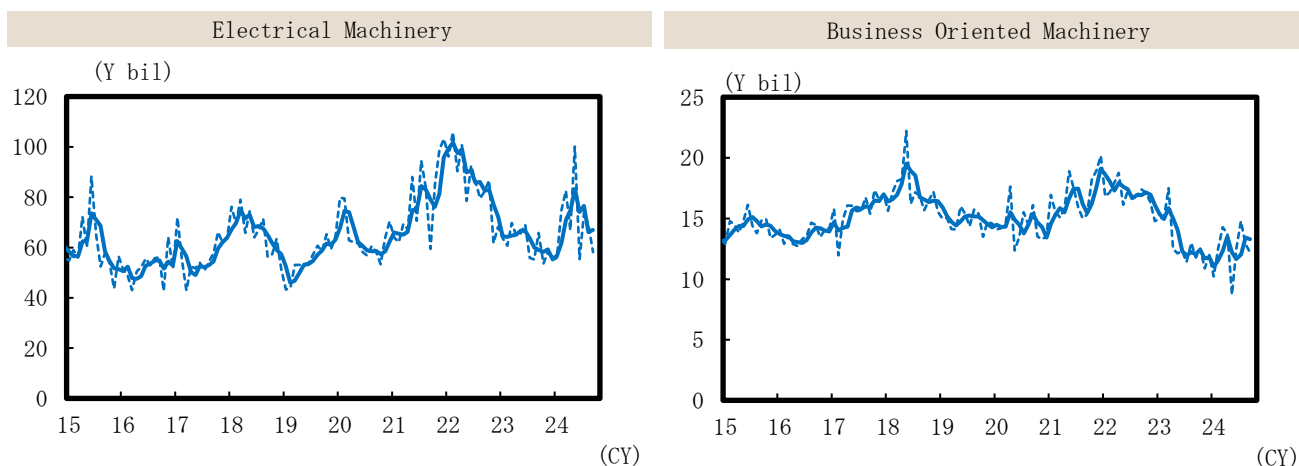 Electrical Machinery
(Y bil)
120
100
80
60
40
20
0
15 16 17 18 19 20 21 22 23 24
(CY)
Business Oriented Machinery
(Y bil)
25
20
15
10
5
0
15 16 17 18 19 20 21 22 23 24
(CY)